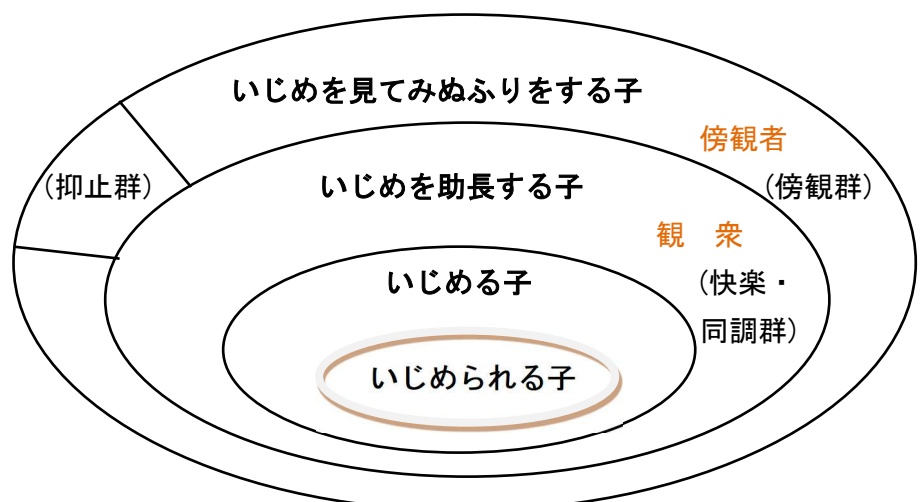 いじめを見てみぬふりをする子
傍観者
(抑止群)
いじめを助長する子
(傍観群)
観　衆
いじめる子
(快楽・
同調群)
いじめられる子